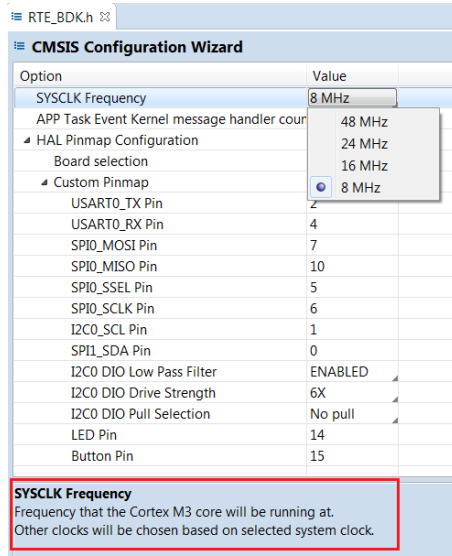 RTE_BDK.h
CMSIS Configuration Wizard
Option Value
SYSCLK Frequency 8 MHz
48 MHz
24 MHz
16 MHz
8 MHz
APP Task Event Kernel message handler coun
HAL Pinmap Configuration
Board selection
Custom Pinmap
USART0_TX Pin 2
USART0_RX Pin 4
SPI0_MOSI Pin 7
SPI0_MISO Pin 10
SPI0_SSEL Pin 5
SPI0_SCLK Pin 6
I2C0_SCL Pin 1
SPI1_SDA Pin 0
I2C0 DIO Low Pass Filter ENABLED
I2C0 DIO Drive Strength 6X
I2C0 DIO Pull Selection No pull
LED Pin 14
Button Pin 15
SYSCLK Frequency
Frequency that the Cortex M3 core will be running at.
Other clocks will be chosen based on selected system clock.